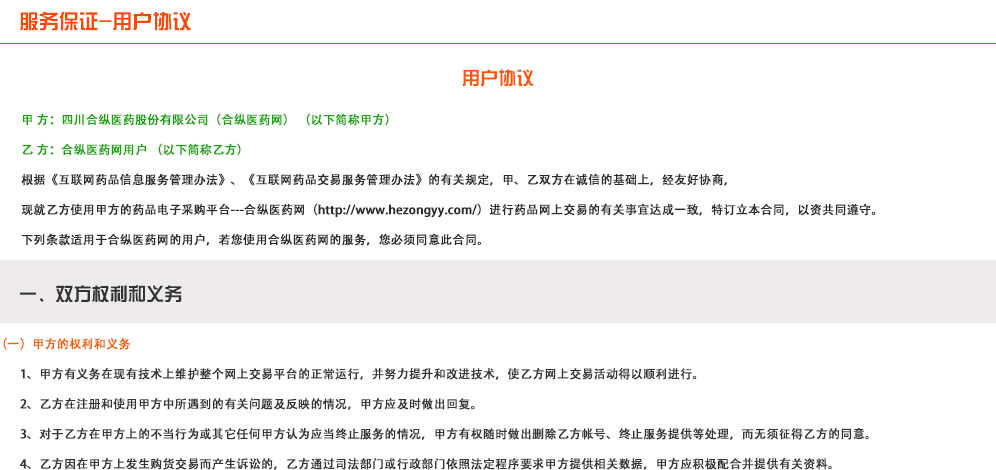 服务保证-用户协议
用户协议
甲 方：四川合纵医药股份有限公司（合纵医药网）（以下简称甲方）
乙 方：合纵医药网用户 （以下简称乙方）
根据《互联网药品信息服务管理办法》、《互联网药品交易服务管理办法》的有关规定，甲、乙双方在诚信的基础上，经友好协商，
现就乙方使用甲方的药品电子采购平台---合纵医药网（http://www.hezongyy.com/）进行药品网上交易的有关事宜达成一致，特订立本合同，以资共同遵守。
下列条款适用于合纵医药网的用户，若您使用合纵医药网的服务，您必须同意此合同。
一、双方权利和义务
（一）甲方的权利和义务
1、甲方有义务在现有技术上维护整个网上交易平台的正常运行，并努力提升和改进技术，使乙方网上交易活动得以顺利进行。
2、乙方在注册和使用甲方中所遇到的有关问题及反映的情况，甲方应及时做出回复。
3、对于乙方在甲方上的不当行为或其它任何甲方认为应当终止服务的情况，甲方有权随时做出删除乙方帐号、终止服务提供等处理，而无须征得乙方的同意。
4、乙方因在甲方上发生购货交易而产生诉讼的，乙方通过司法部门或行政部门依照法定程序要求甲方提供相关数据，甲方应积极配合并提供有关资料。